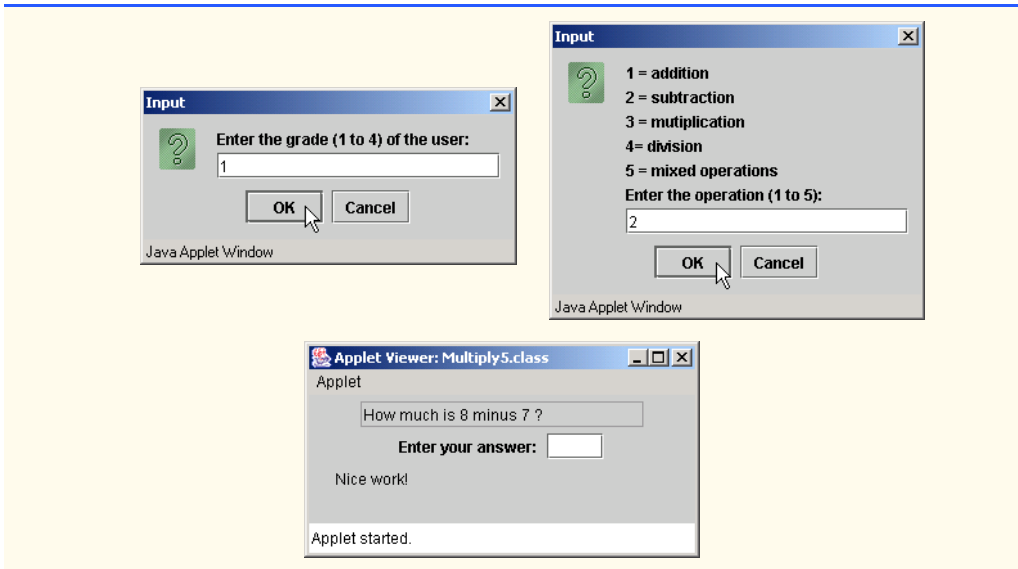 Input
Enter the grade (1 to 4) of the user:
1
OK
Cancel
Java Applet Window
Input
1 = addition
2 = subtraction
3 = mutiplication
4= division
5 = mixed operations
Enter the operation (1 to 5):
2
OK
Cancel
Java Applet Window
Applet Viewer: Multiply5.class
Applet
How much is 8 minus 7 ?
Enter your answer:
Nice work!
Applet started.